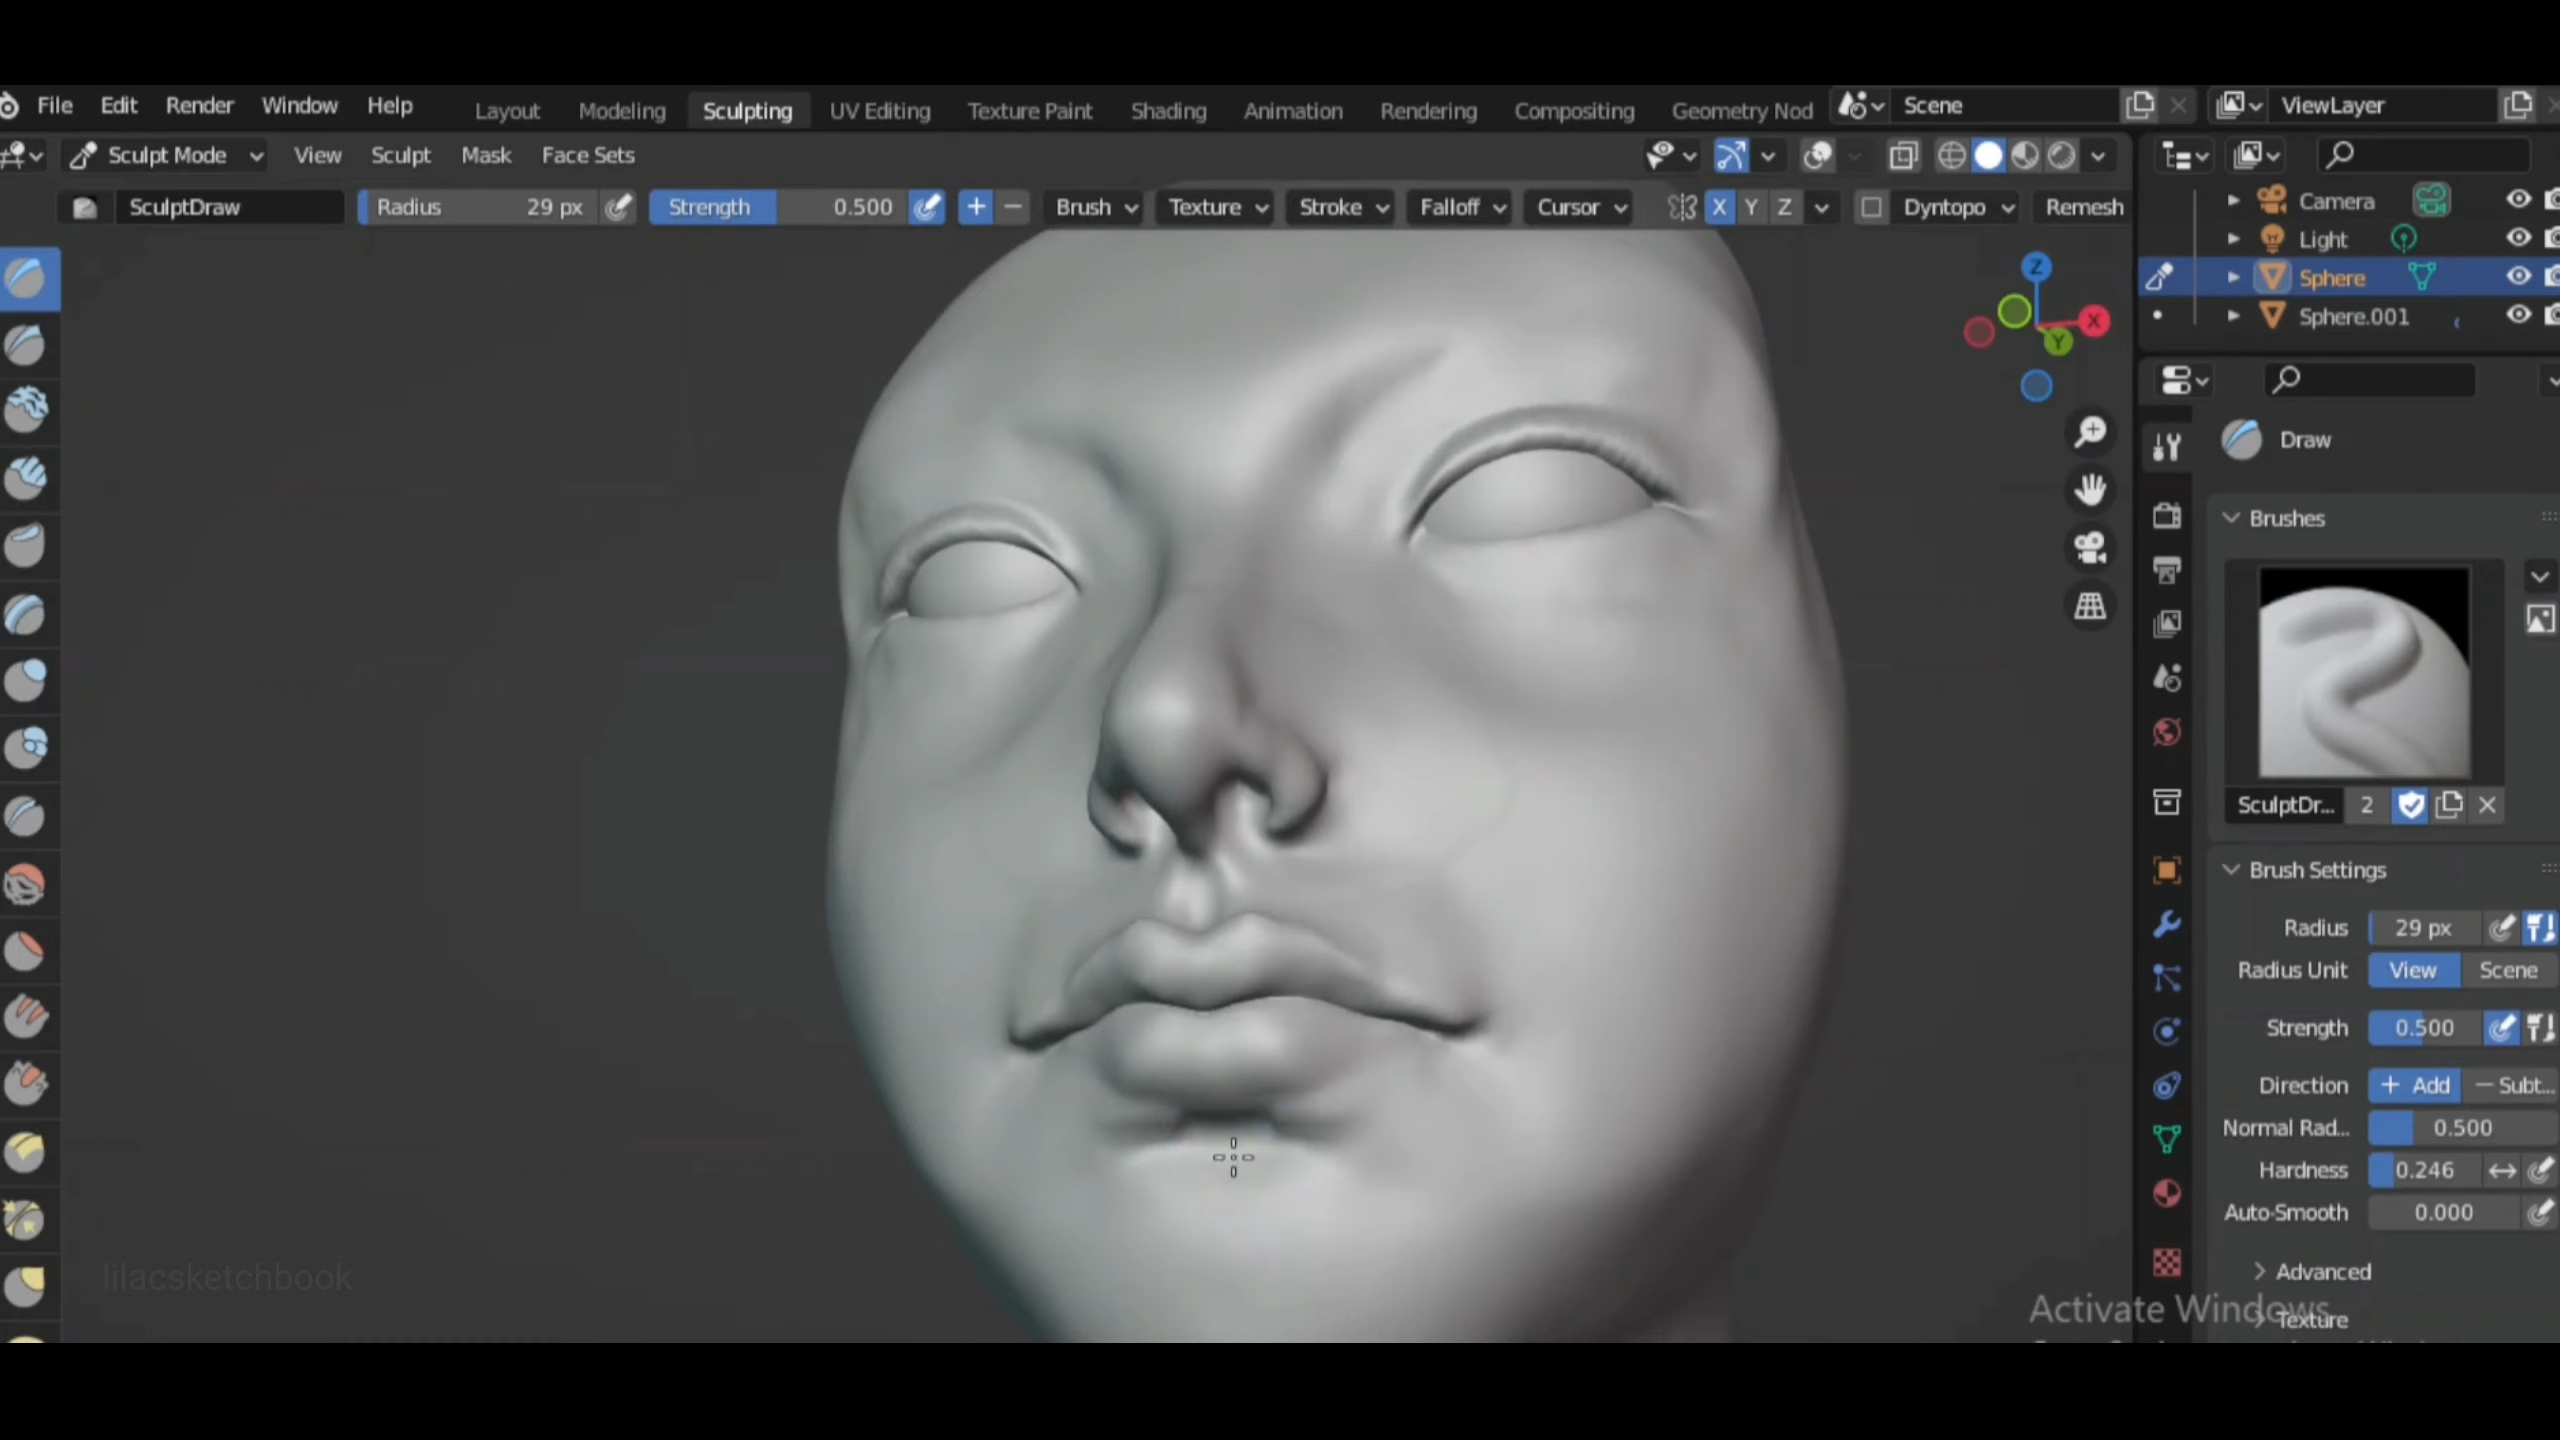 File Edit Render Window Help Layout Modeling Sculpting UV Editing Texture Paint Shading Animation Rendering Compositing Geometry Nod Scene ViewLayer
Sculpt Mode View Sculpt Mask Face Sets
SculptDraw Radius 29 px Strength 0.500 + − Brush Texture Stroke Falloff Cursor X Y Z Dyntopo Remesh
Camera
Light
Sphere
Sphere.001
Z
X
Y
Draw
Brushes
SculptDr... 2
Brush Settings
Radius 29 px
Radius Unit View Scene
Strength 0.500
Direction + Add − Subt...
Normal Rad... 0.500
Hardness 0.246
Auto-Smooth 0.000
Advanced
Texture
lilacsketchbook
Activate Windows